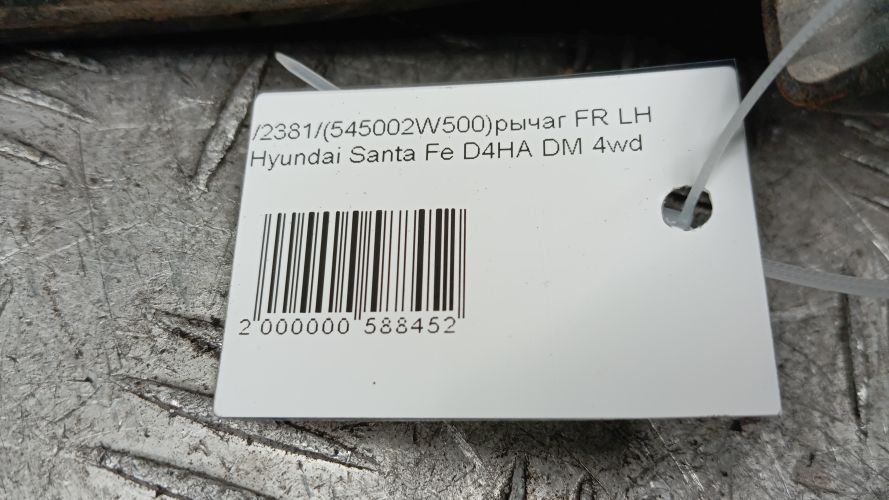 /2381/(545002W500)рычаг FR LH
Hyundai Santa Fe D4HA DM 4wd
2 000000 588452